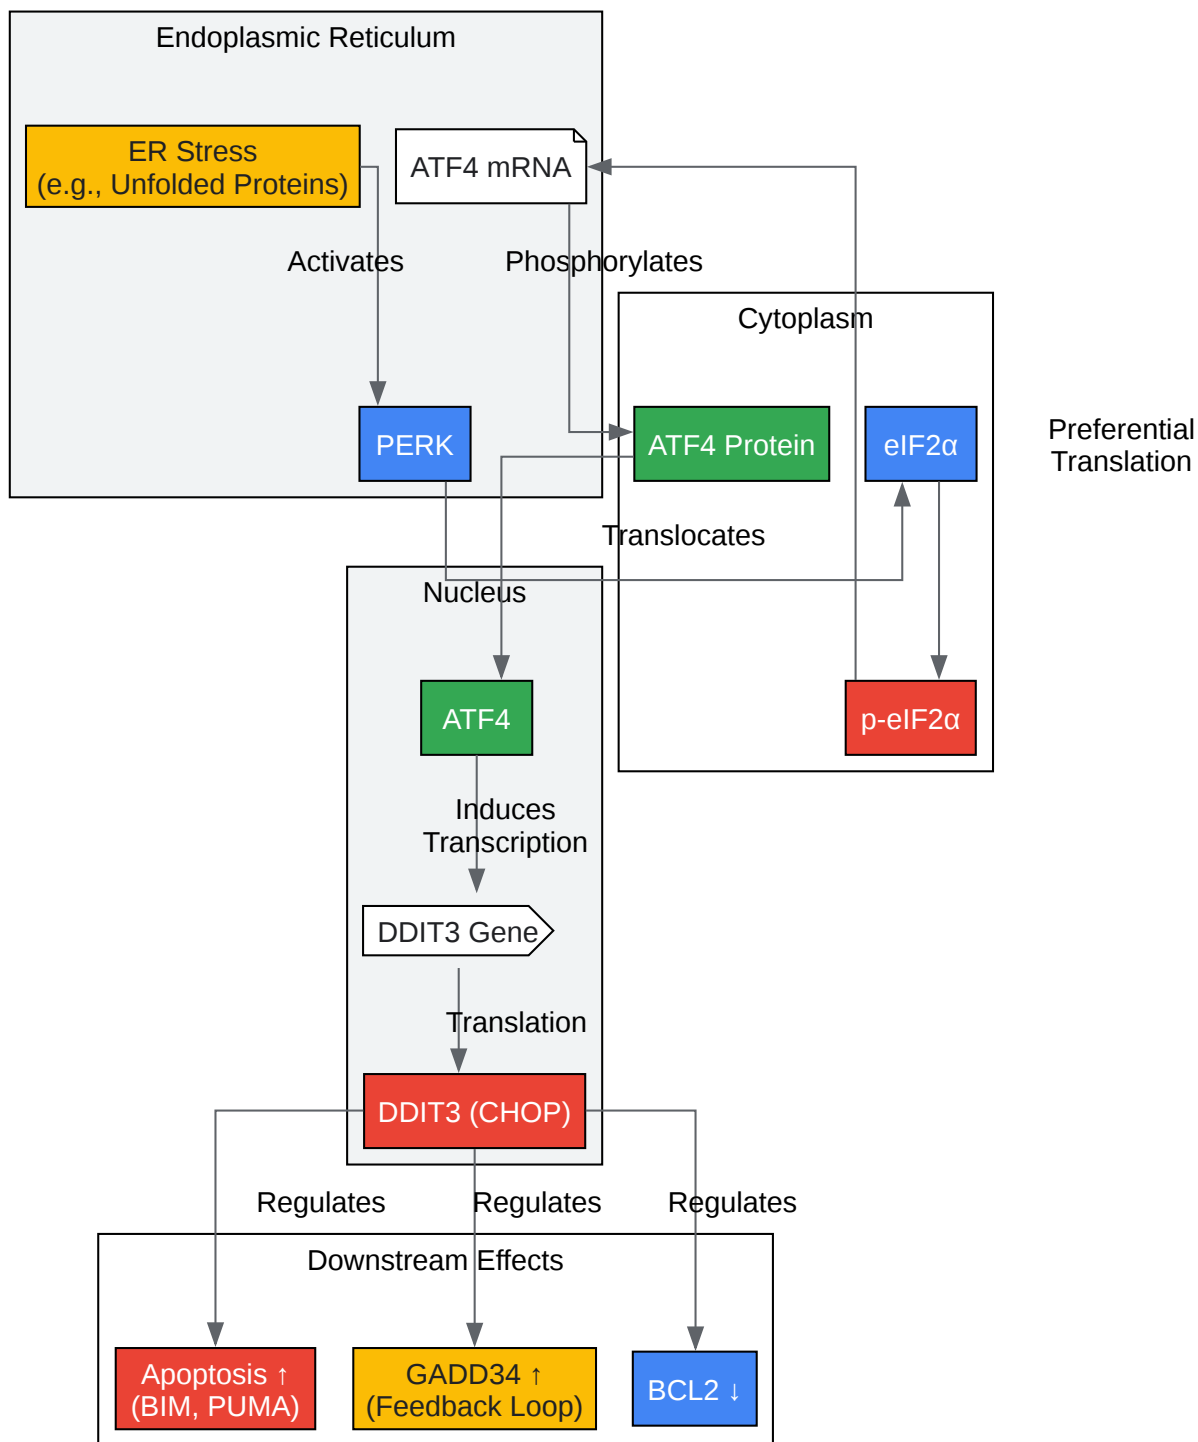 Endoplasmic Reticulum
ER Stress
(e.g., Unfolded Proteins)
ATF4 mRNA
Activates
Phosphorylates
Cytoplasm
PERK
ATF4 Protein
eIF2α
Preferential
Translation
Translocates
Nucleus
ATF4
p-eIF2α
Induces
Transcription
DDIT3 Gene
Translation
DDIT3 (CHOP)
Regulates
Regulates
Regulates
Downstream Effects
Apoptosis ↑
(BIM, PUMA)
GADD34 ↑
(Feedback Loop)
BCL2 ↓